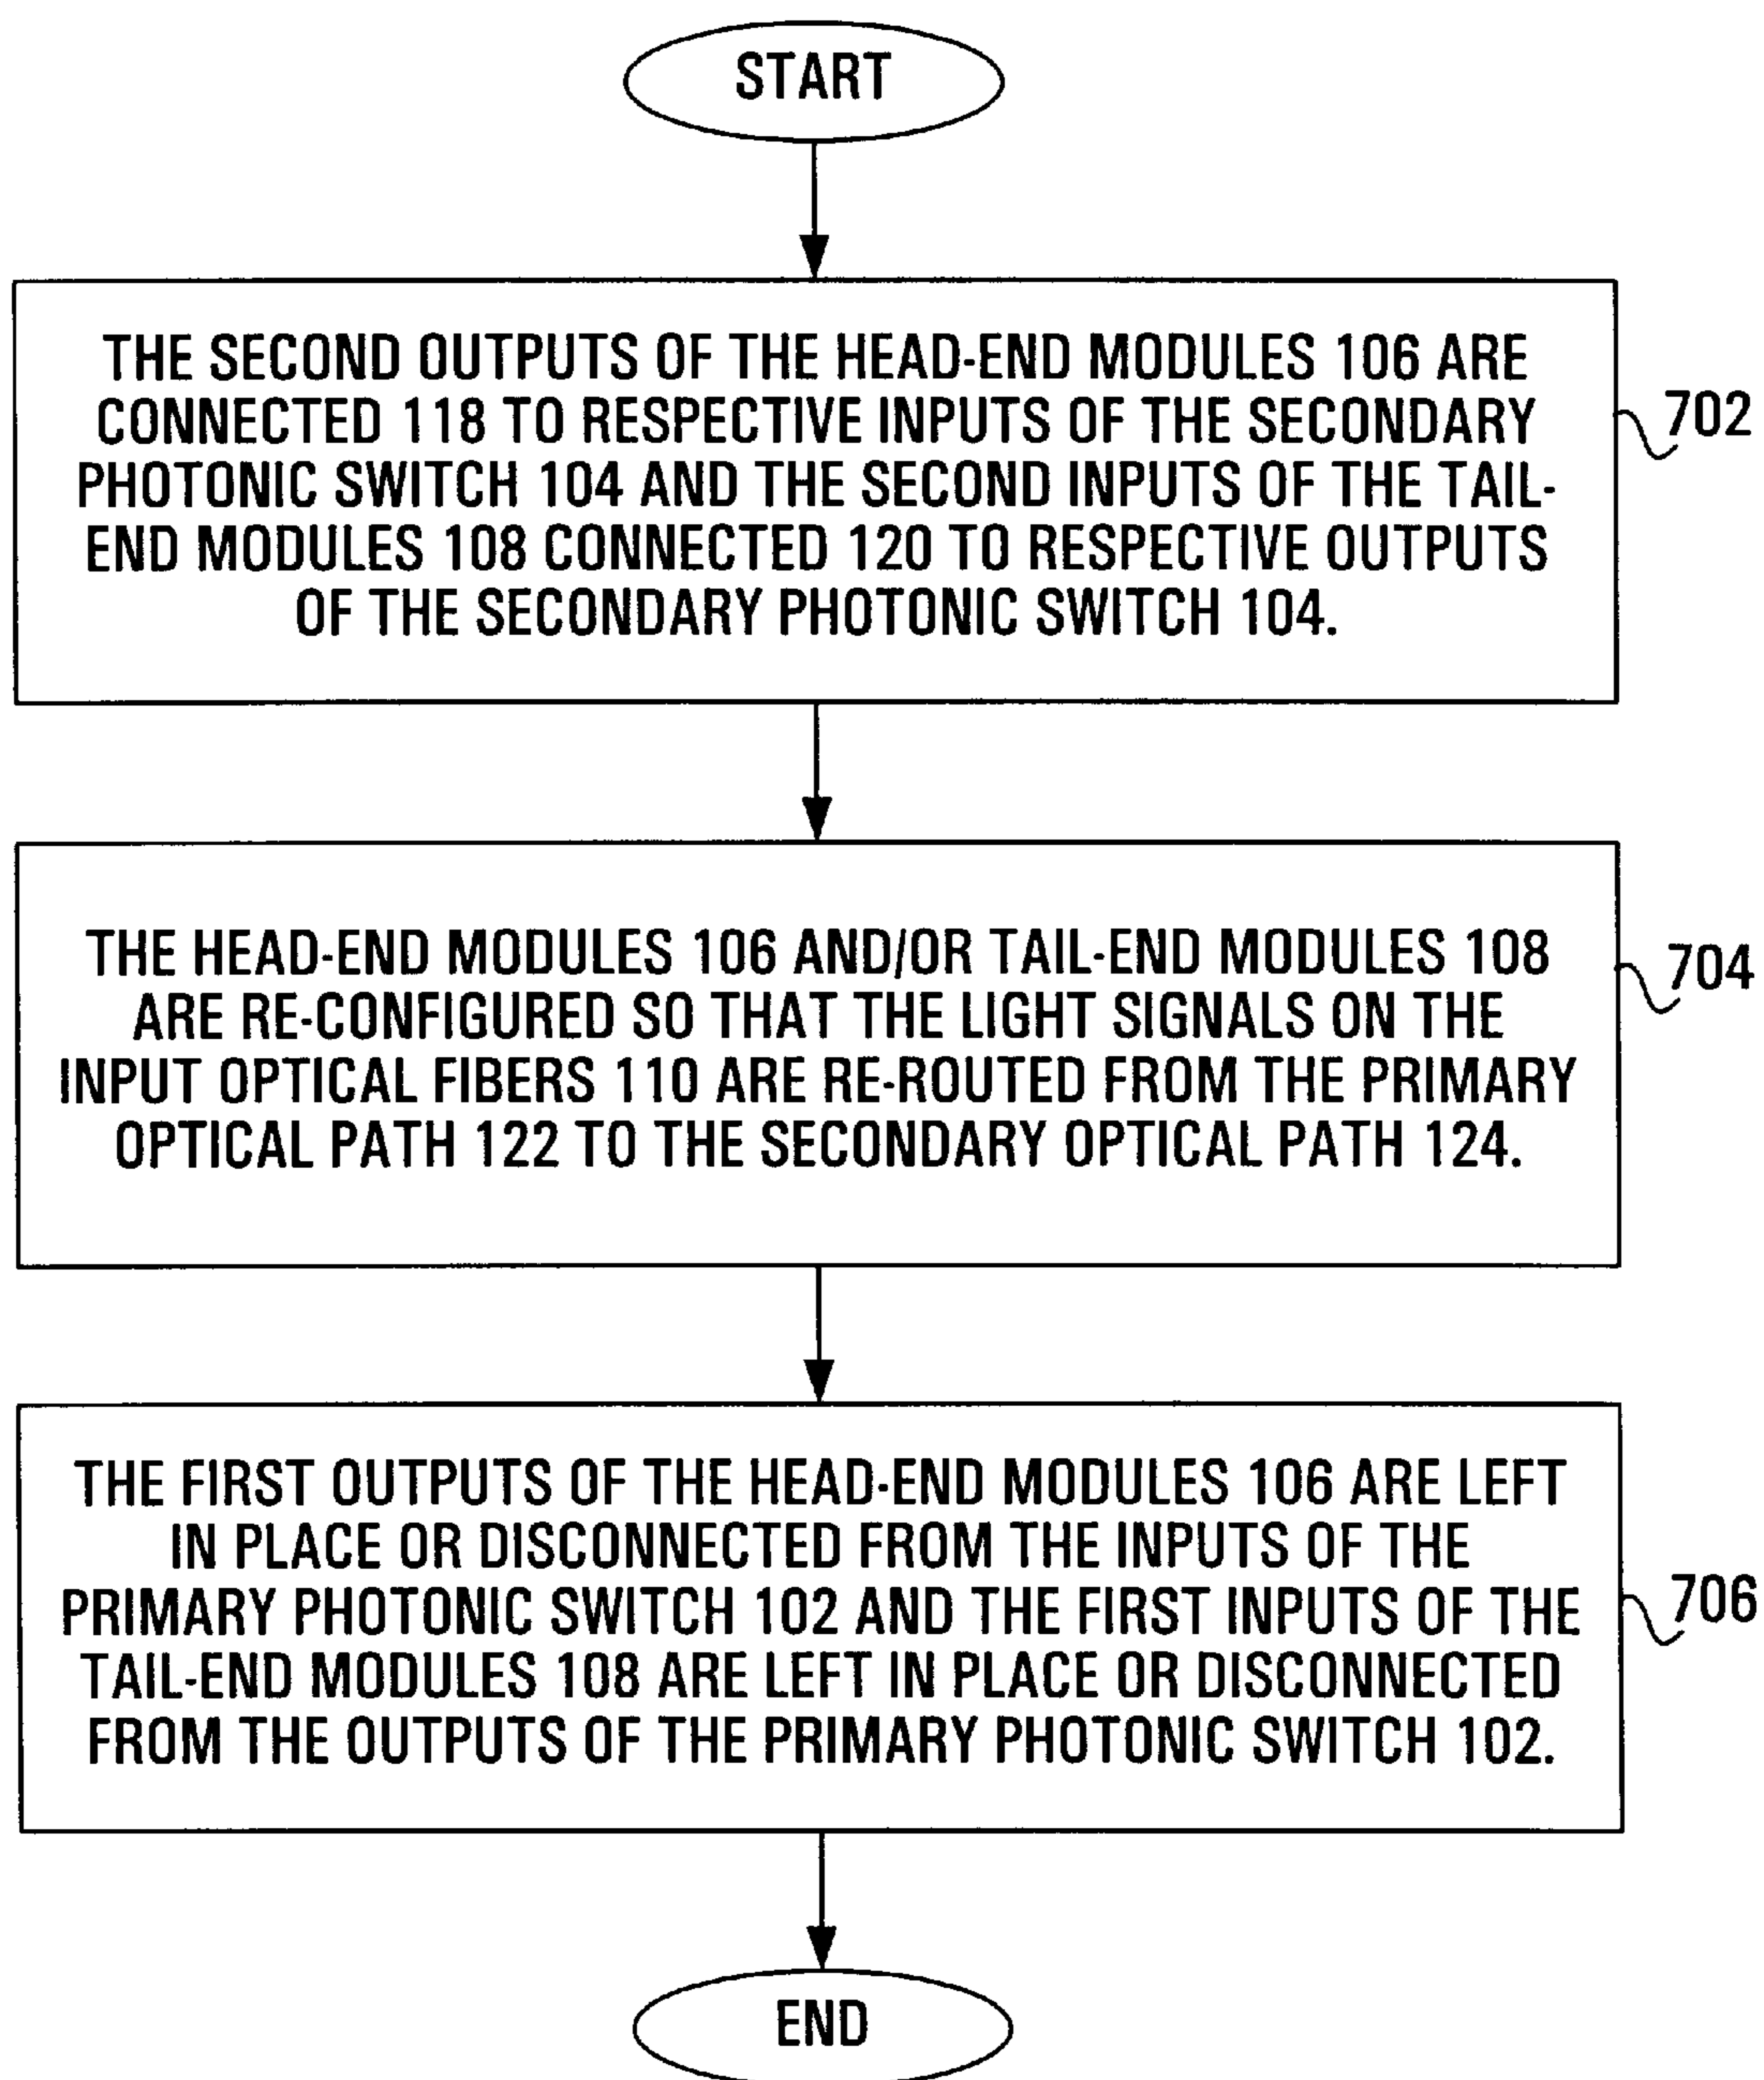 START
THE SECOND OUTPUTS OF THE HEAD-END MODULES 106 ARE
CONNECTED 118 TO RESPECTIVE INPUTS OF THE SECONDARY
PHOTONIC SWITCH 104 AND THE SECOND INPUTS OF THE TAIL-
END MODULES 108 CONNECTED 120 TO RESPECTIVE OUTPUTS
OF THE SECONDARY PHOTONIC SWITCH 104.
702
THE HEAD-END MODULES 106 AND/OR TAIL-END MODULES 108
ARE RE-CONFIGURED SO THAT THE LIGHT SIGNALS ON THE
INPUT OPTICAL FIBERS 110 ARE RE-ROUTED FROM THE PRIMARY
OPTICAL PATH 122 TO THE SECONDARY OPTICAL PATH 124.
704
THE FIRST OUTPUTS OF THE HEAD-END MODULES 106 ARE LEFT
IN PLACE OR DISCONNECTED FROM THE INPUTS OF THE
PRIMARY PHOTONIC SWITCH 102 AND THE FIRST INPUTS OF THE
TAIL-END MODULES 108 ARE LEFT IN PLACE OR DISCONNECTED
FROM THE OUTPUTS OF THE PRIMARY PHOTONIC SWITCH 102.
706
END